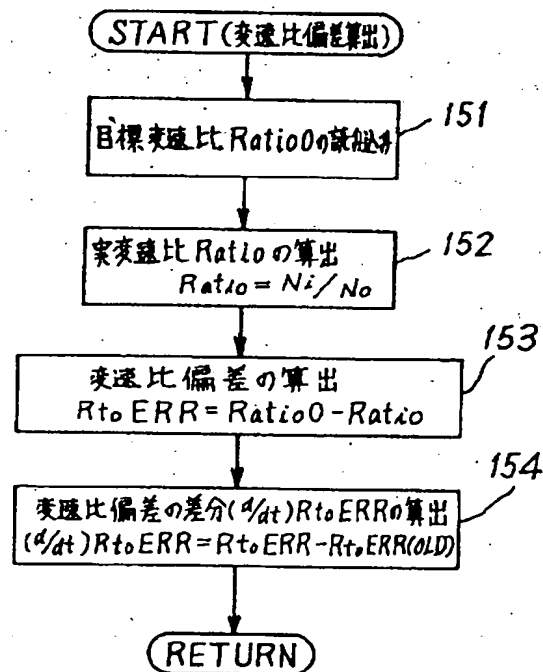 START(変速比偏差算出)
151
目標変速比Ratio0の読み込み
152
実変速比Ratioの算出
Ratio = Ni/No
153
変速比偏差の算出
RtoERR = Ratio0 - Ratio
154
変速比偏差の差分(d/dt)RtoERRの算出
(d/dt)RtoERR = RtoERR - RtoERR(OLD)
RETURN